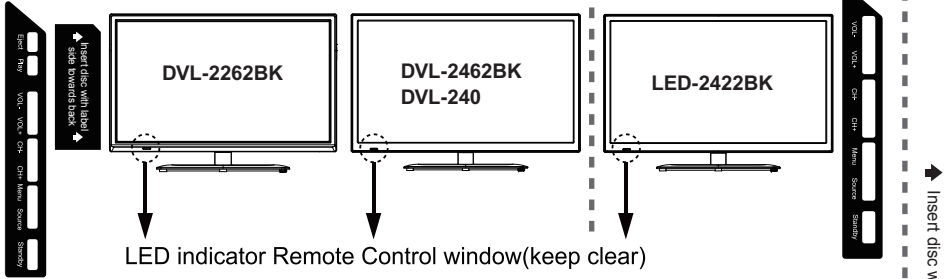 Eject Play VOL- VOL+ CH- CH+ Menu Source Standby
Insert disc with label
side towards back
DVL-2262BK
DVL-2462BK
DVL-240
LED-2422BK
VOL- VOL+ CH- CH+ Menu Source Standby
Insert disc
LED indicator Remote Control window(keep clear)